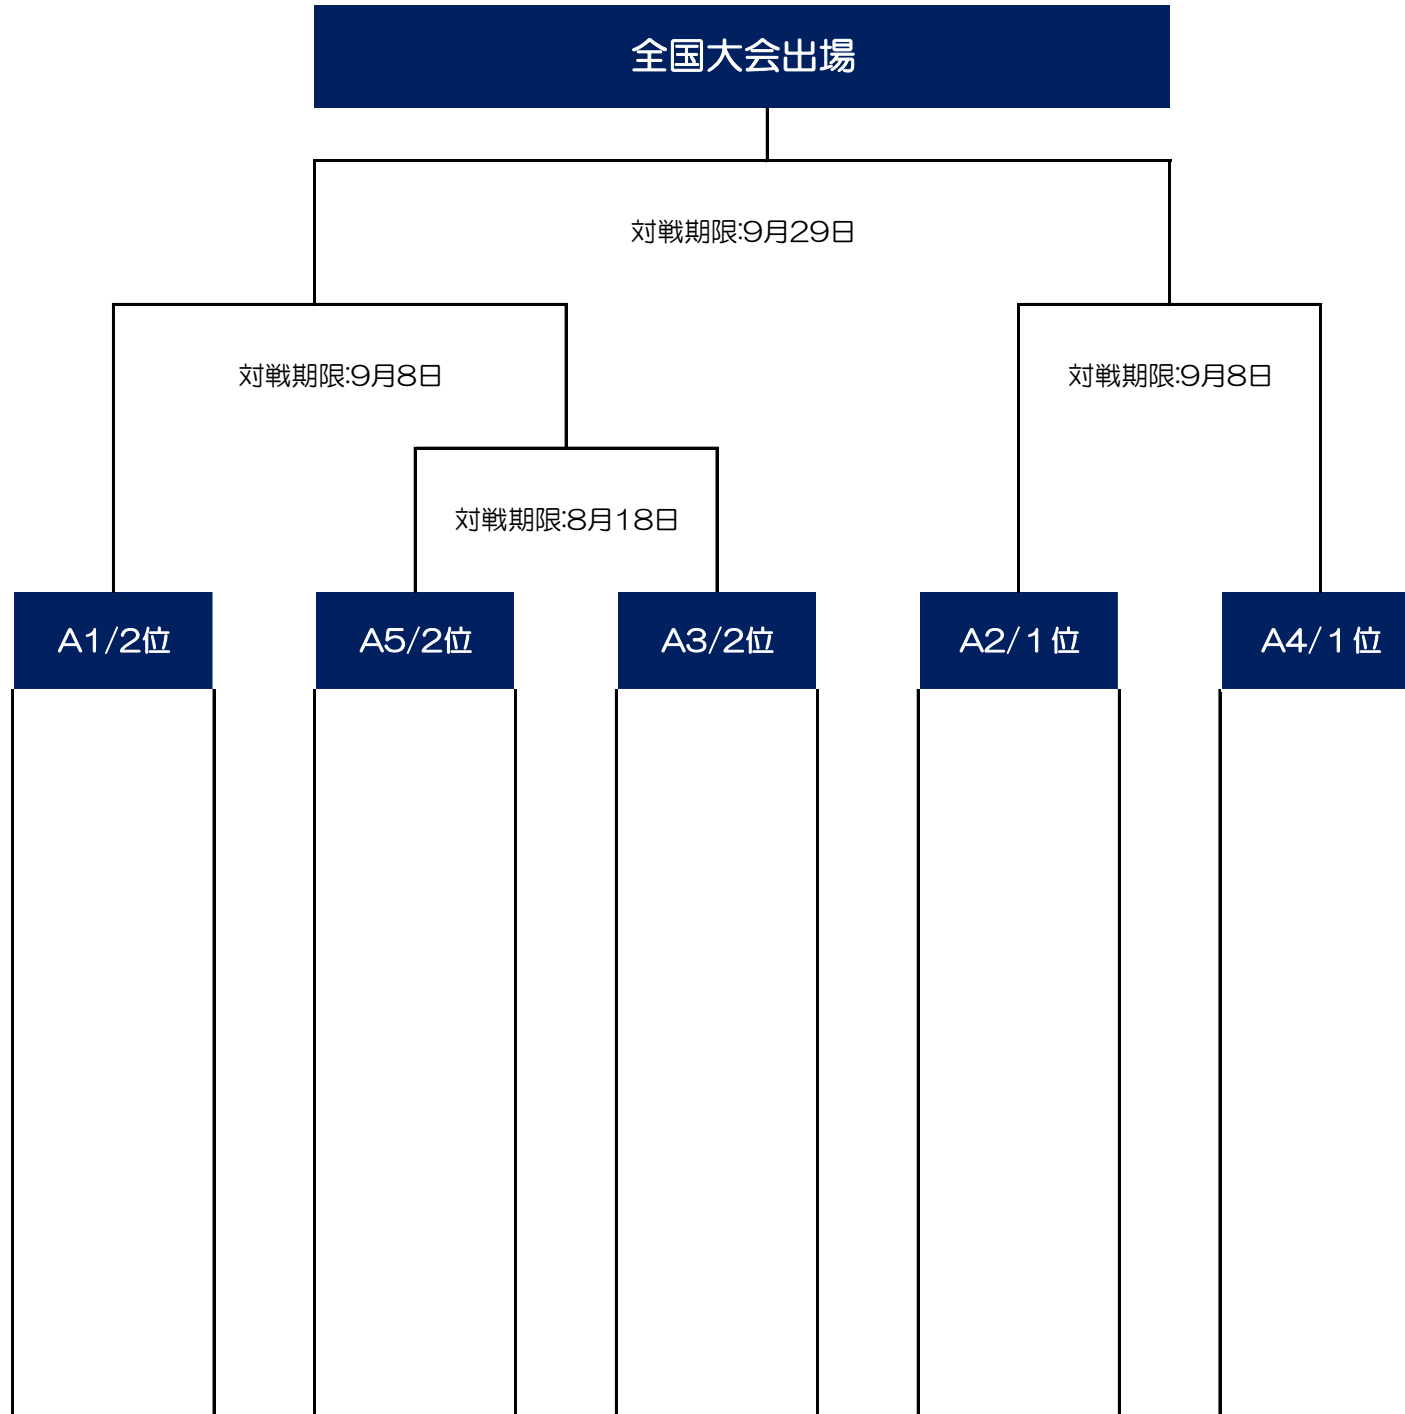 全国大会出場
対戦期限:9月29日
対戦期限:9月8日
対戦期限:9月8日
対戦期限:8月18日
A1/2位
A5/2位
A3/2位
A2/1位
A4/1位